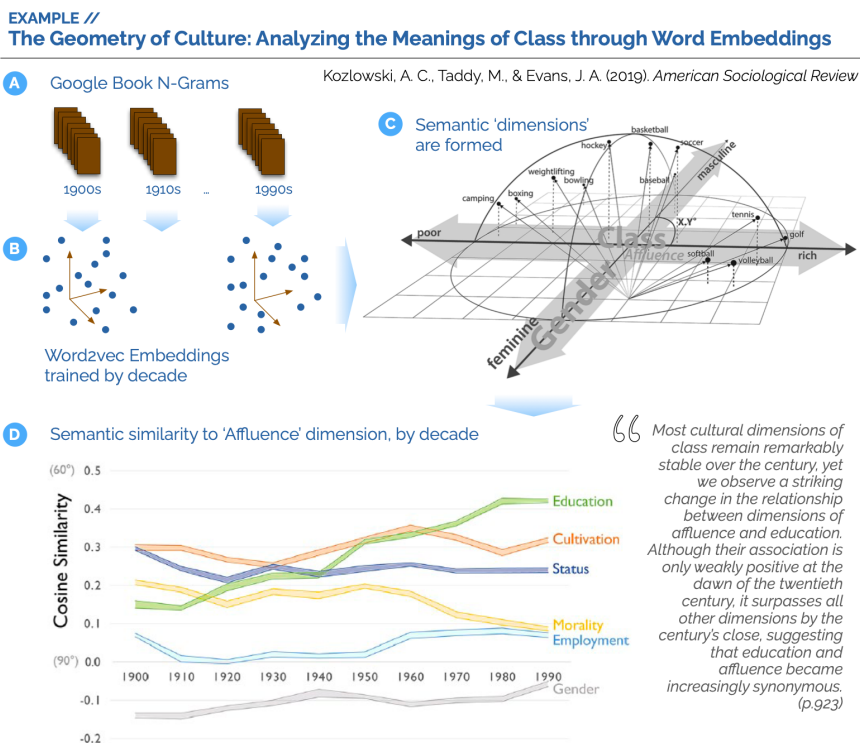 EXAMPLE //
The Geometry of Culture: Analyzing the Meanings of Class through Word Embeddings
Kozlowski, A. C., Taddy, M., & Evans, J. A. (2019). American Sociological Review
A
Google Book N-Grams
1900s
1910s
...
1990s
B
Word2vec Embeddings
trained by decade
C
Semantic ‘dimensions’
are formed
basketball
hockey
soccer
masculine
weightlifting
bowling
baseball
camping
boxing
tennis
golf
poor
Class
Affluence
rich
softball
volleyball
Gender
feminine
D
Semantic similarity to ‘Affluence’ dimension, by decade
(60°) 0.5
0.4
0.3
0.2
0.1
(90°) 0.0
-0.1
-0.2
Cosine Similarity
1900 1910 1920 1930 1940 1950 1960 1970 1980 1990
Education
Cultivation
Status
Morality
Employment
Gender
“
Most cultural dimensions of
class remain remarkably
stable over the century, yet
we observe a striking
change in the relationship
between dimensions of
affluence and education.
Although their association is
only weakly positive at the
dawn of the twentieth
century, it surpasses all
other dimensions by the
century’s close, suggesting
that education and
affluence became
increasingly synonymous.
(p.923)